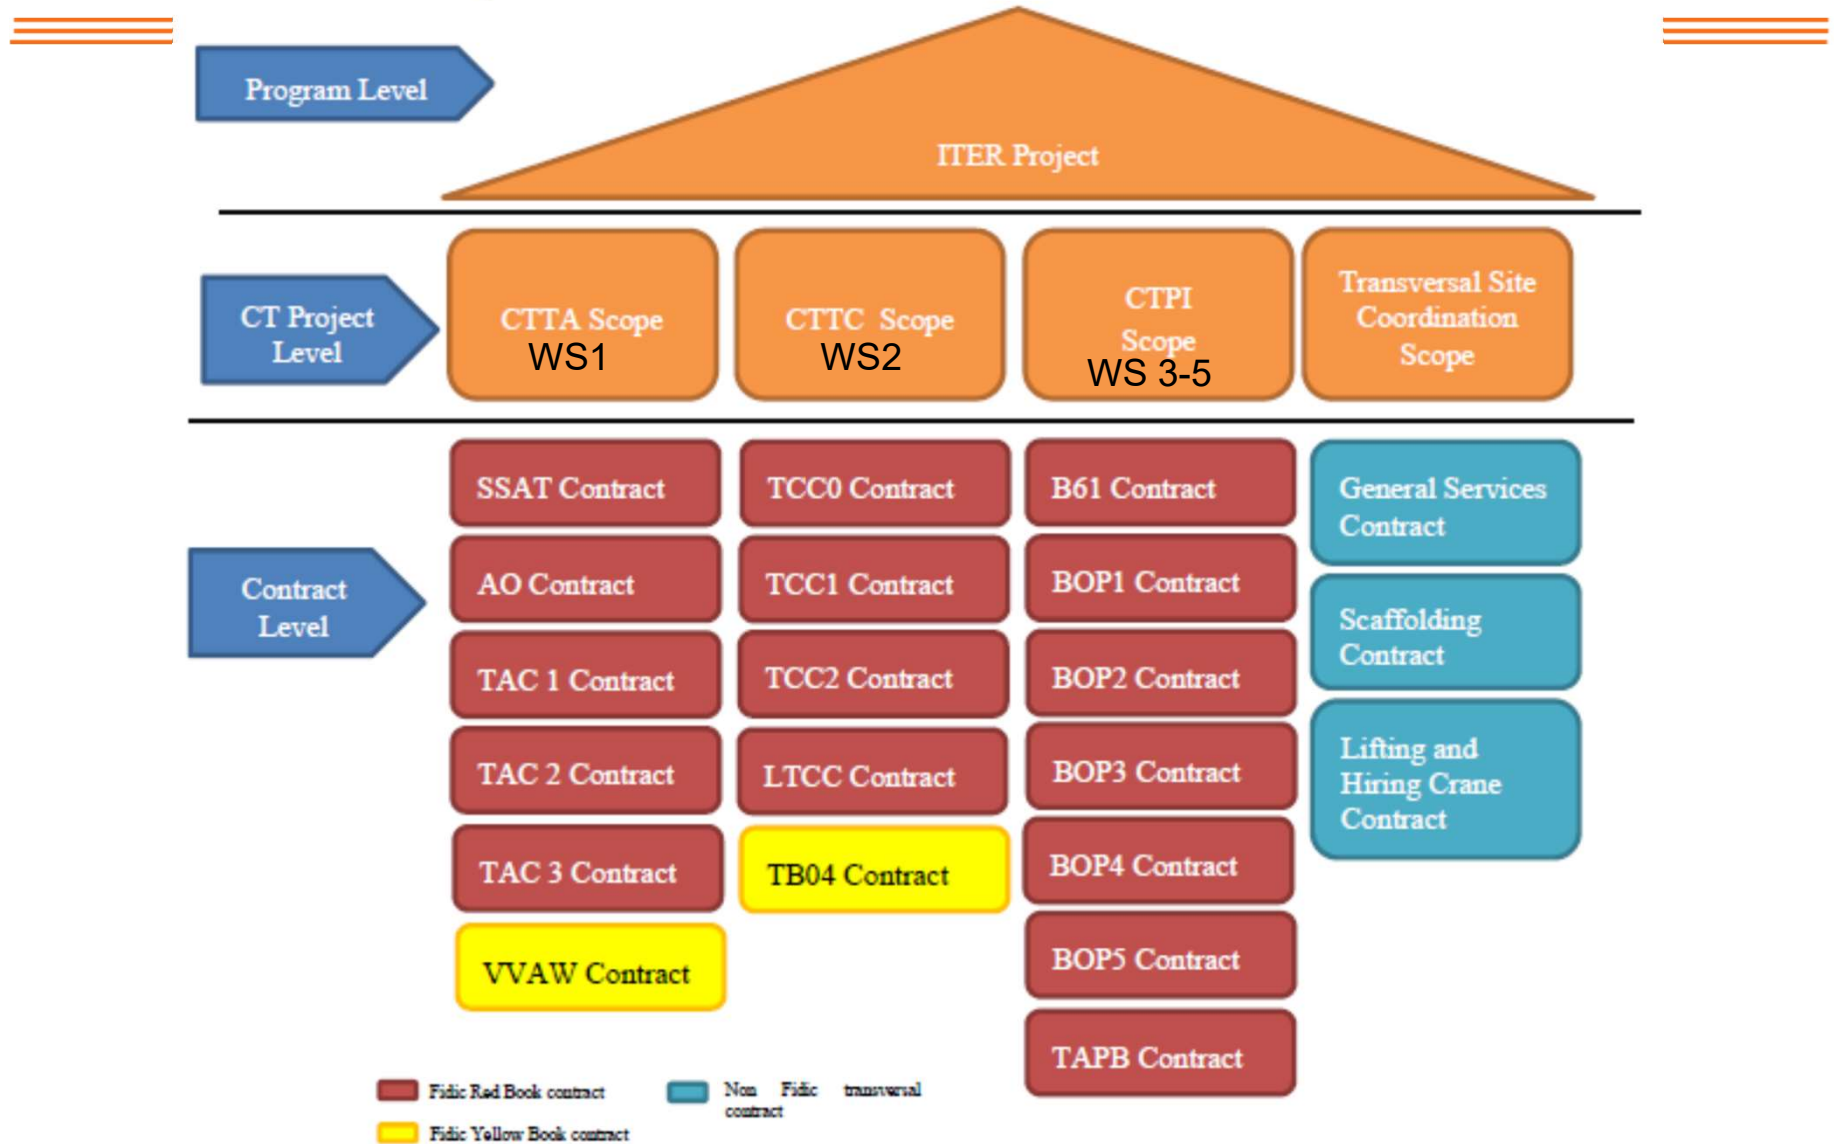 Program Level
ITER Project
CT Project
Level
CTTA Scope
WS1
CTTC Scope
WS2
CTPI
Scope
WS 3-5
Transversal Site
Coordination
Scope
Contract
Level
SSAT Contract
AO Contract
TAC 1 Contract
TAC 2 Contract
TAC 3 Contract
VVAW Contract
TCC0 Contract
TCC1 Contract
TCC2 Contract
LTCC Contract
TB04 Contract
B61 Contract
BOP1 Contract
BOP2 Contract
BOP3 Contract
BOP4 Contract
BOP5 Contract
TAPB Contract
General Services
Contract
Scaffolding
Contract
Lifting and
Hiring Crane
Contract
Fidic Red Book contract
Fidic Yellow Book contract
Non Fidic transversal
contract